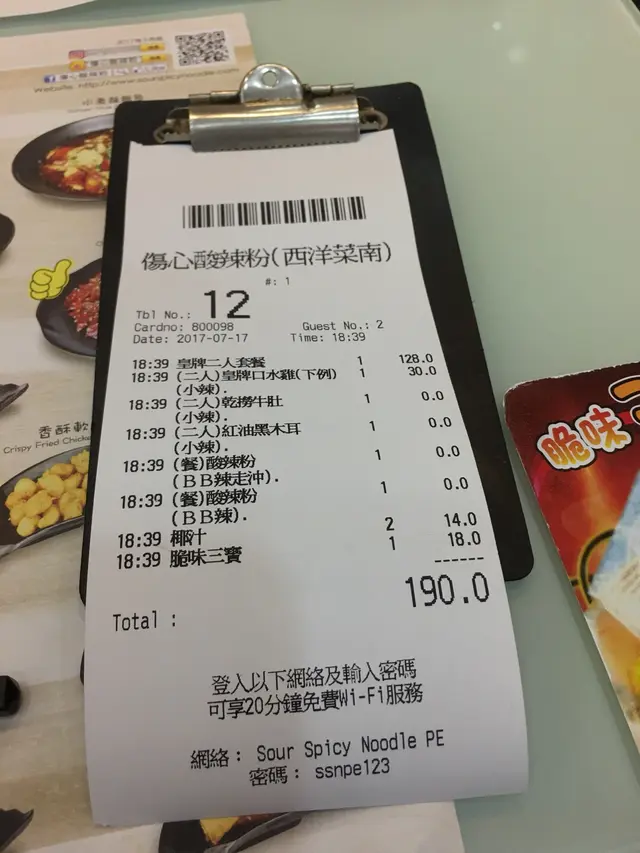 Website: http://www.sourspicynoodle.com
傷心酸辣粉(西洋菜南)
#: 1
Tbl No.: 12
Cardno: 800098 Guest No.: 2
Date: 2017-07-17 Time: 18:39
18:39 皇牌二人套餐 1 128.0
18:39 (二人)皇牌口水雞(下例) 1 30.0
(小辣).
18:39 (二人)乾撈牛肚 1 0.0
(小辣).
18:39 (二人)紅油黑木耳 1 0.0
(小辣).
18:39 (餐)酸辣粉 1 0.0
(BB辣走沖).
18:39 (餐)酸辣粉 1 0.0
(BB辣).
18:39 椰汁 2 14.0
18:39 脆味三寶 1 18.0
------
Total : 190.0
登入以下網絡及輸入密碼
可享20分鐘免費Wi-Fi服務
網絡: Sour Spicy Noodle PE
密碼: ssnpe123
香酥軟
Crispy Fried Chicke
脆味